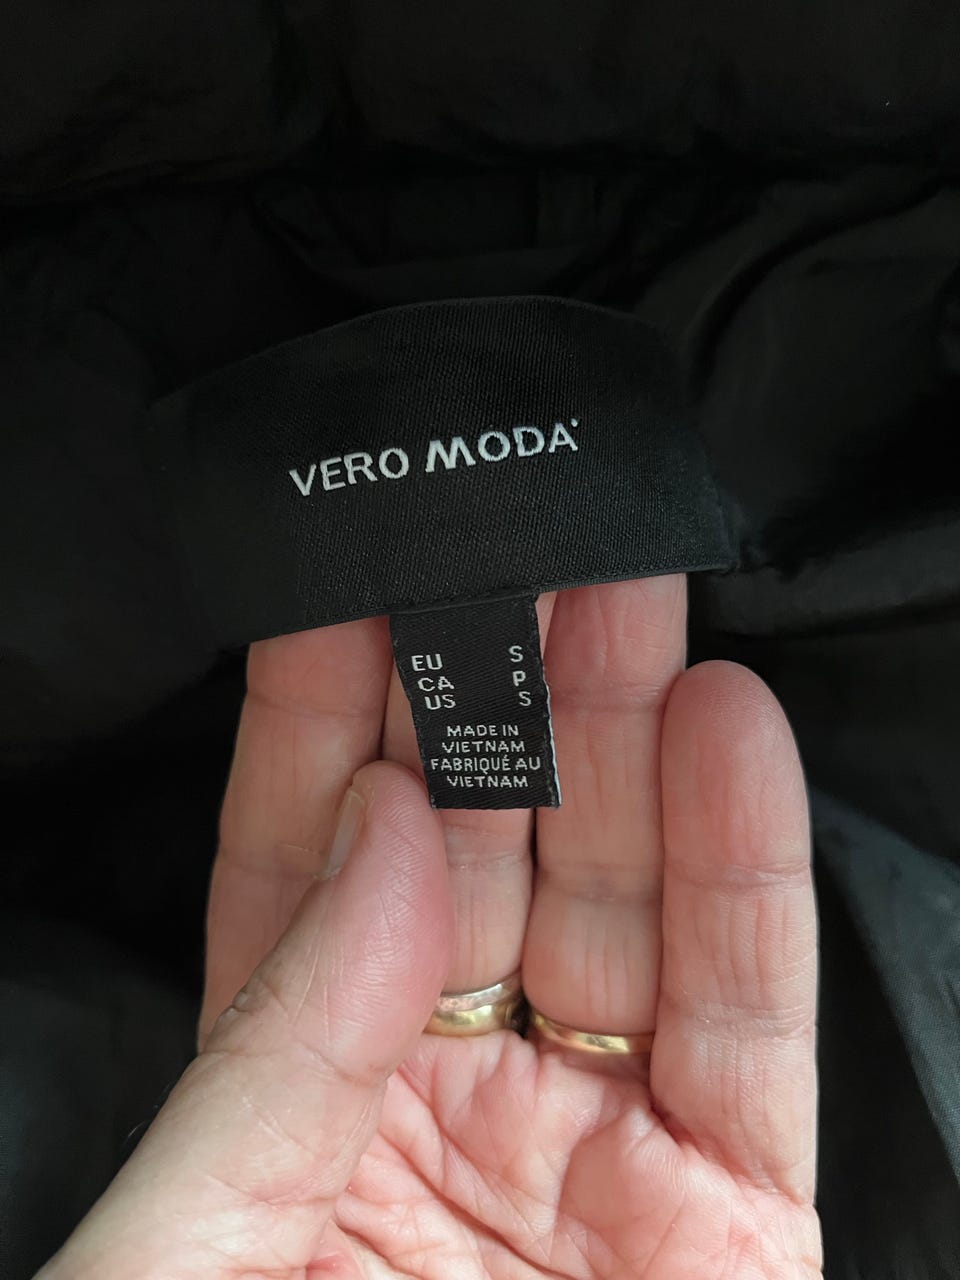 VERO MODA
EU S
CA P
US S
MADE IN
VIETNAM
FABRIQUÉ AU
VIETNAM